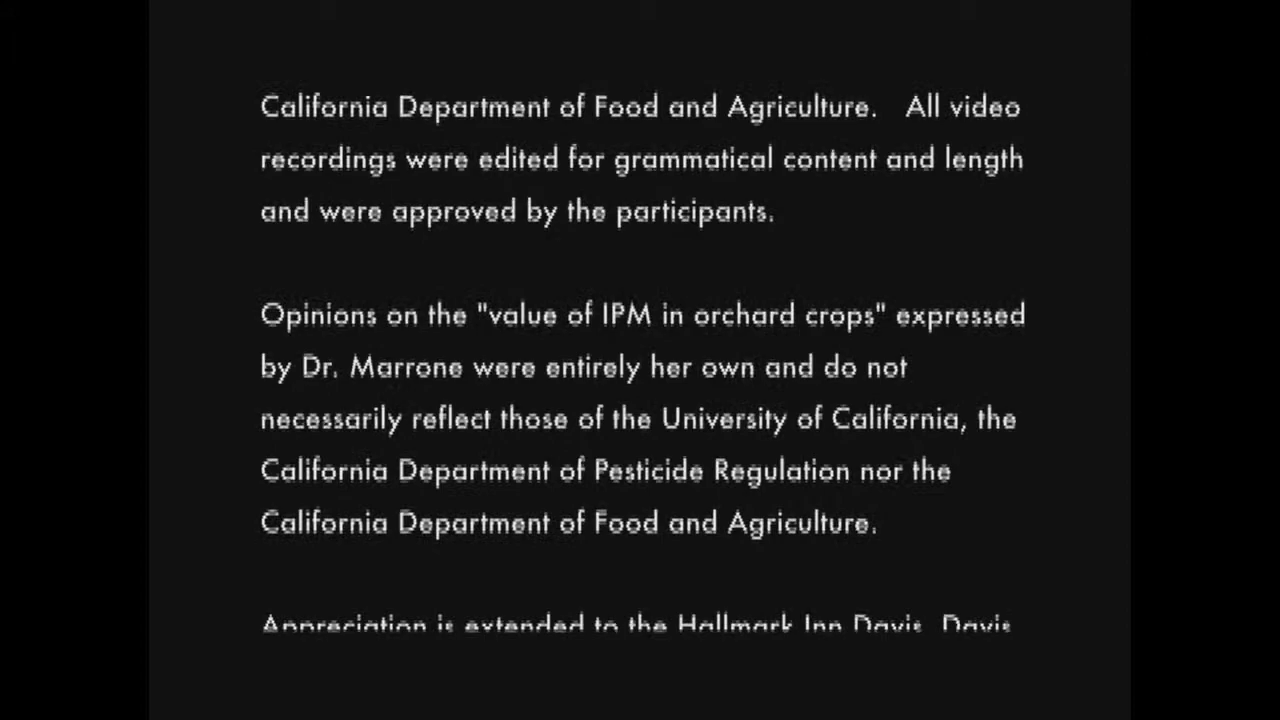 California Department of Food and Agriculture.   All video
recordings were edited for grammatical content and length
and were approved by the participants.
Opinions on the "value of IPM in orchard crops" expressed
by Dr. Marrone were entirely her own and do not
necessarily reflect those of the University of California, the
California Department of Pesticide Regulation nor the
California Department of Food and Agriculture.
Appreciation is extended to the Hallmark Inn Davis, Davis